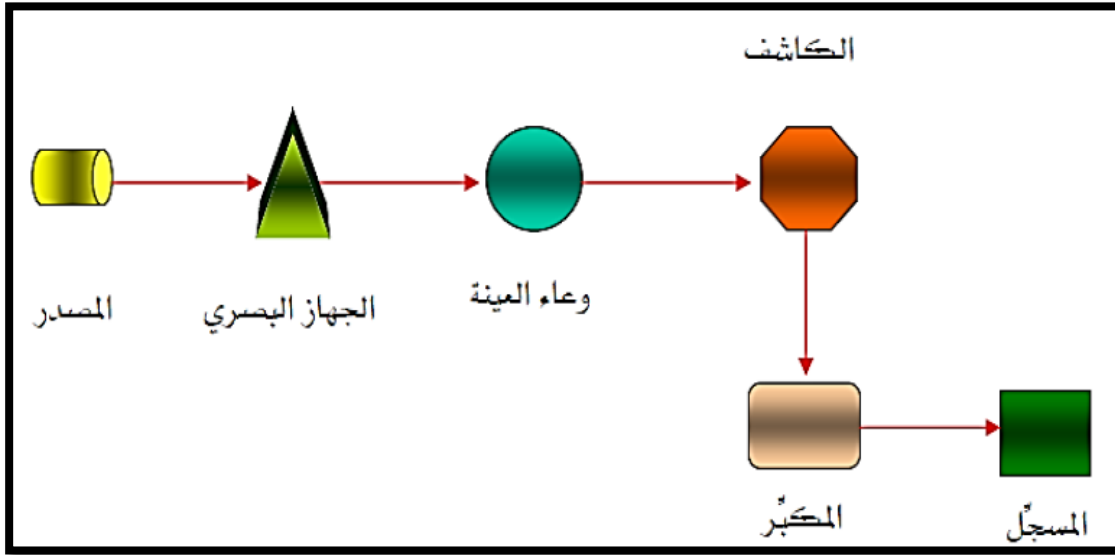 الكاشف
المصدر
الجهاز البصري
وعاء العينة
المكبّر
المسجّل